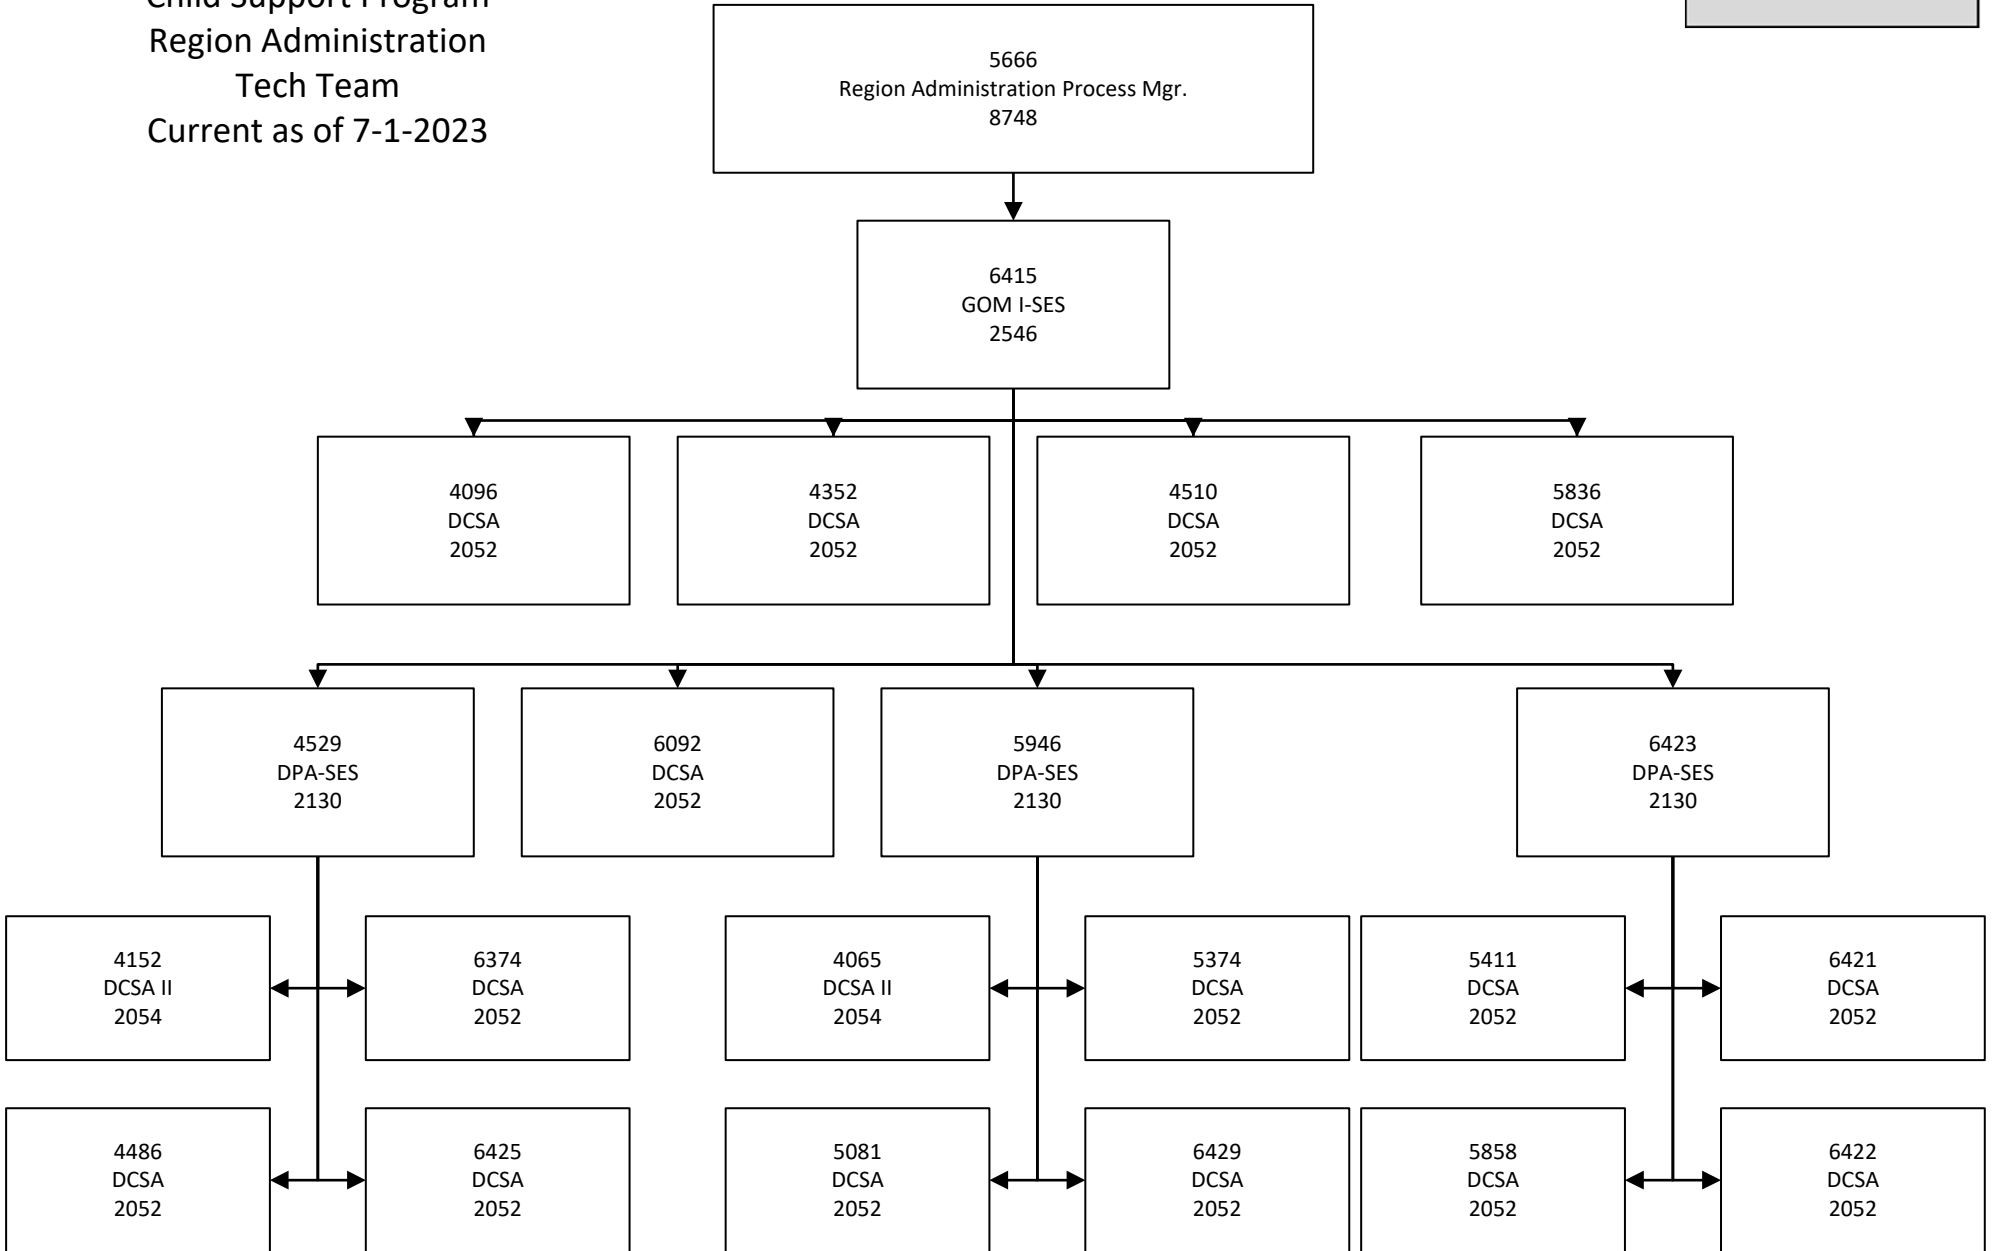 Child Support Program
Region Administration
Tech Team
Current as of 7-1-2023
5666
Region Administration Process Mgr.
8748
6415
GOM I-SES
2546
4096
DCSA
2052
4352
DCSA
2052
4510
DCSA
2052
5836
DCSA
2052
4529
DPA-SES
2130
6092
DCSA
2052
5946
DPA-SES
2130
6423
DPA-SES
2130
4152
DCSA II
2054
6374
DCSA
2052
4065
DCSA II
2054
5374
DCSA
2052
5411
DCSA
2052
6421
DCSA
2052
4486
DCSA
2052
6425
DCSA
2052
5081
DCSA
2052
6429
DCSA
2052
5858
DCSA
2052
6422
DCSA
2052